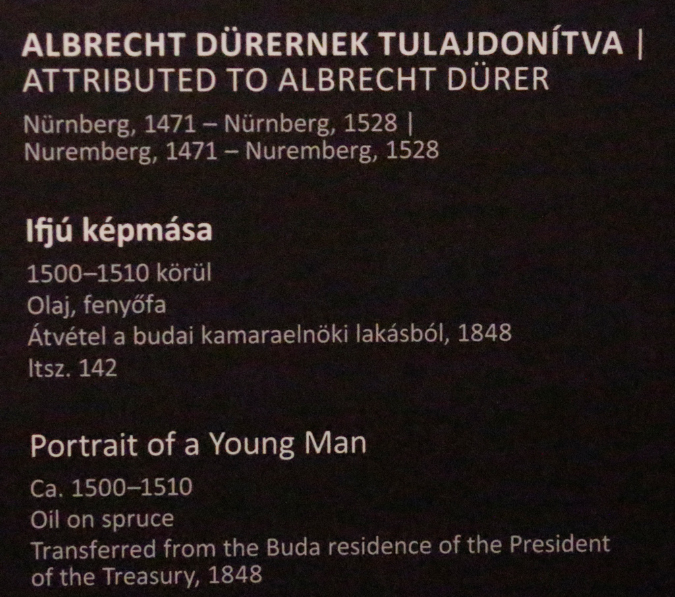 ALBRECHT DÜRERNEK TULAJDONÍTVA |
ATTRIBUTED TO ALBRECHT DÜRER
Nürnberg, 1471 – Nürnberg, 1528 |
Nuremberg, 1471 – Nuremberg, 1528
Ifjú képmása
1500–1510 körül
Olaj, fenyőfa
Átvétel a budai kamaraelnöki lakásból, 1848
ltsz. 142
Portrait of a Young Man
Ca. 1500–1510
Oil on spruce
Transferred from the Buda residence of the President
of the Treasury, 1848